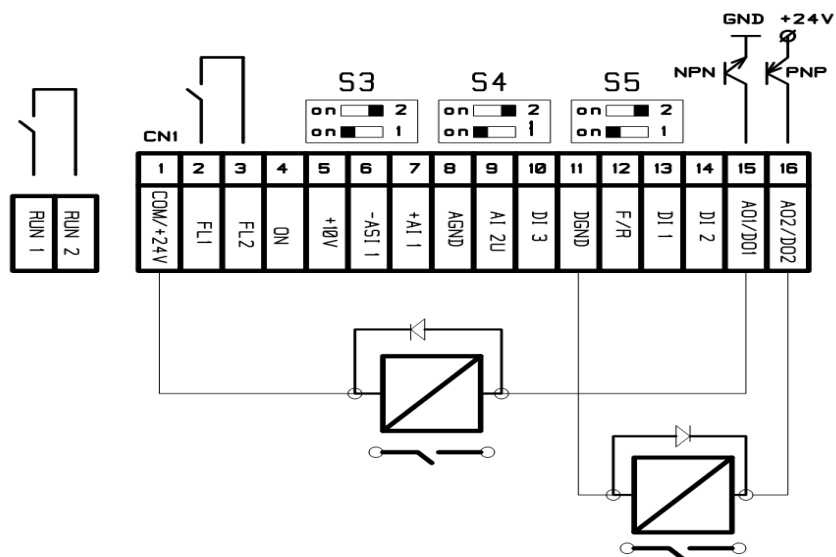 GND +24V
NPN PNP
S3 S4 S5
on 2 on 2 on 2
on 1 on 1 on 1
CN1
1 2 3 4 5 6 7 8 9 10 11 12 13 14 15 16
RUN 1 RUN 2 COM/+24V FL1 FL2 ON +10V -ASI 1 +AI 1 AGND AI 2U DI 3 DGND F/R DI 1 DI 2 AO1/DO1 AO2/DO2